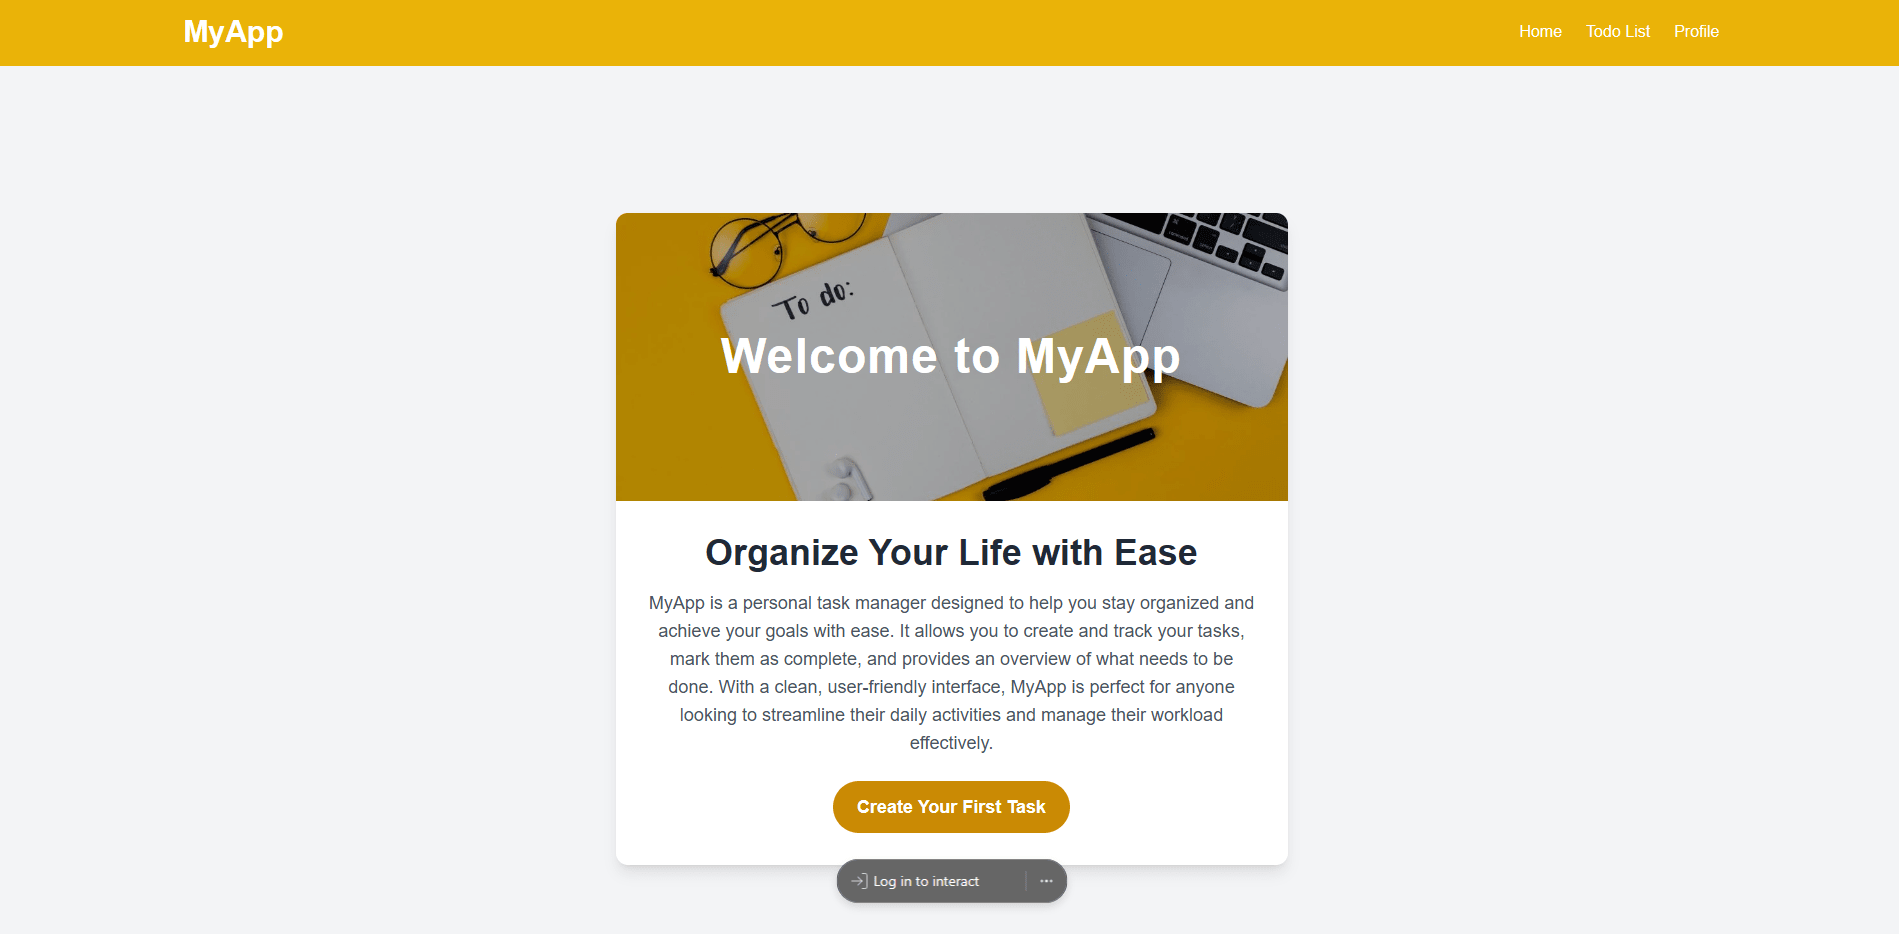 MyApp
Home Todo List Profile
To do:
Welcome to MyApp
Organize Your Life with Ease
MyApp is a personal task manager designed to help you stay organized and
achieve your goals with ease. It allows you to create and track your tasks,
mark them as complete, and provides an overview of what needs to be
done. With a clean, user-friendly interface, MyApp is perfect for anyone
looking to streamline their daily activities and manage their workload
effectively.
Create Your First Task
Log in to interact